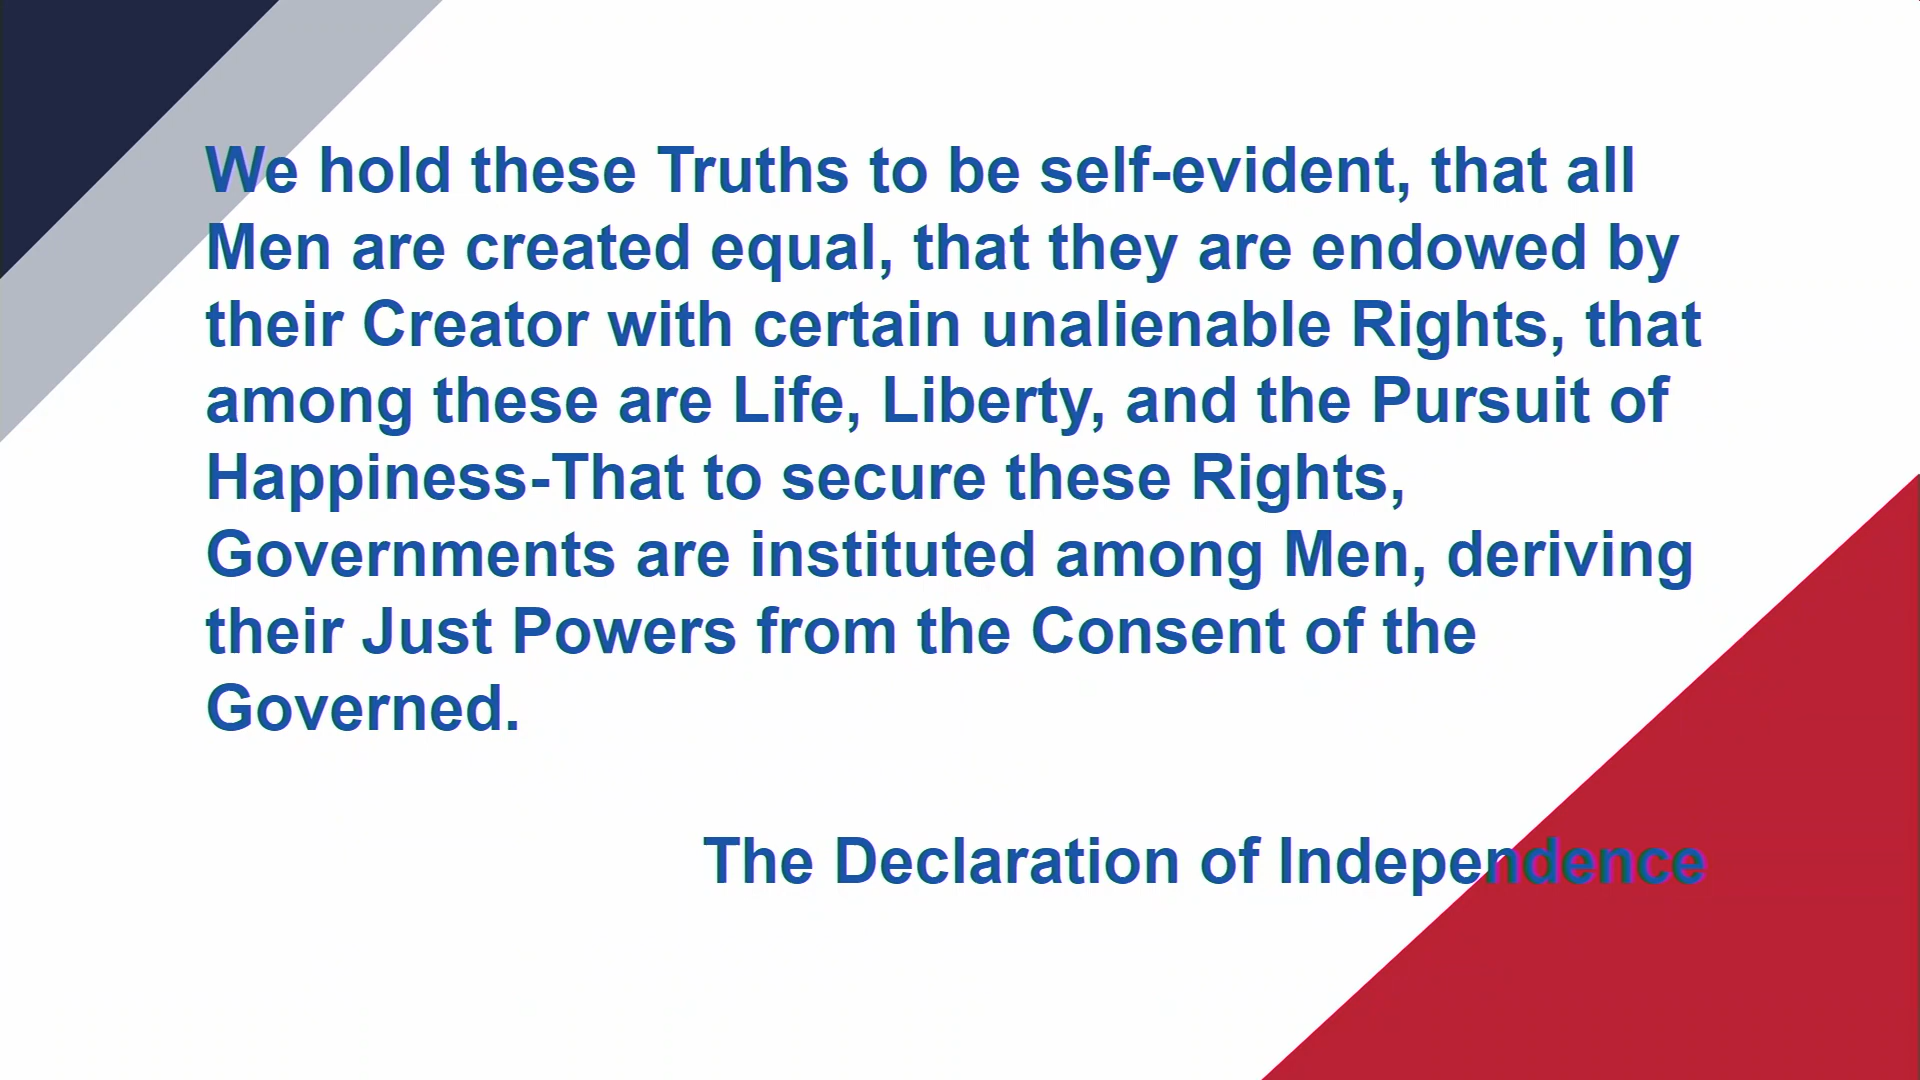 We hold these Truths to be self-evident, that all
Men are created equal, that they are endowed by
their Creator with certain unalienable Rights, that
among these are Life, Liberty, and the Pursuit of
Happiness-That to secure these Rights,
Governments are instituted among Men, deriving
their Just Powers from the Consent of the
Governed.
The Declaration of Independence